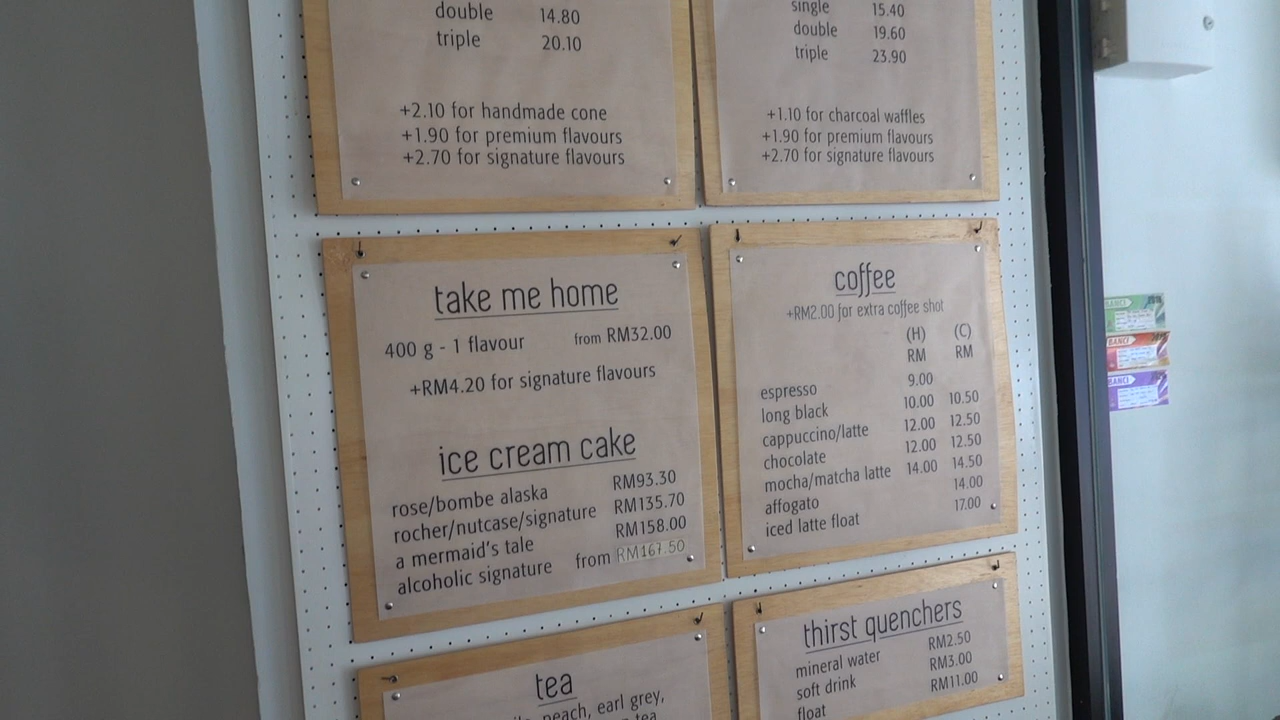 double 14.80
triple 20.10
+2.10 for handmade cone
+1.90 for premium flavours
+2.70 for signature flavours
single 15.40
double 19.60
triple 23.90
+1.10 for charcoal waffles
+1.90 for premium flavours
+2.70 for signature flavours
take me home
400 g - 1 flavour from RM32.00
+RM4.20 for signature flavours
ice cream cake
rose/bombe alaska RM93.30
rocher/nutcase/signature RM135.70
a mermaid's tale RM158.00
alcoholic signature from RM167.50
coffee
+RM2.00 for extra coffee shot
(H) (C)
RM RM
espresso 9.00
long black 10.00 10.50
cappuccino/latte 12.00 12.50
chocolate 12.00 12.50
mocha/matcha latte 14.00 14.50
affogato 14.00
iced latte float 17.00
tea
peach, earl grey,
tea
thirst quenchers
mineral water RM2.50
soft drink RM3.00
float RM11.00
BANCI
BANCI
BANCI